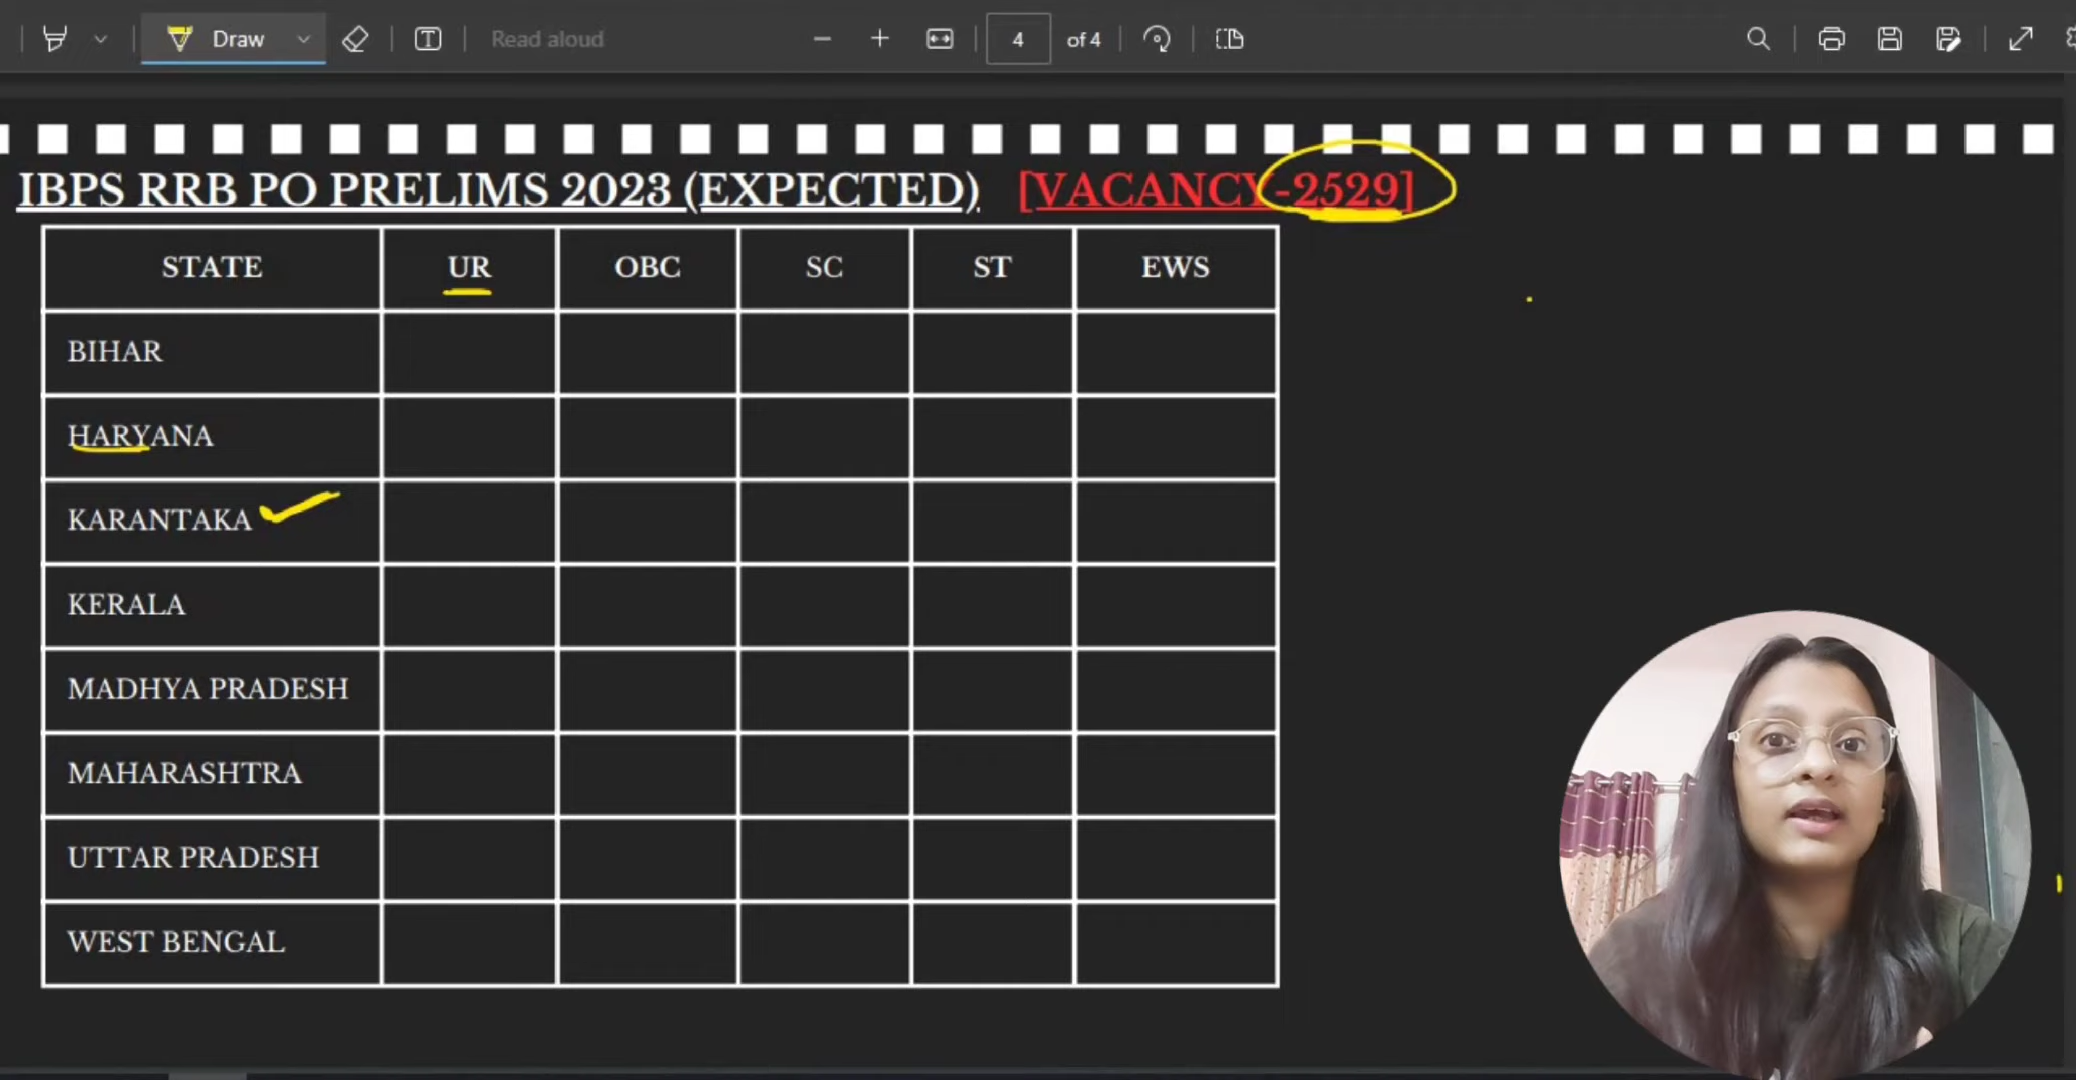 Draw
Read aloud
4 of 4
IBPS RRB PO PRELIMS 2023 (EXPECTED) [VACANCY-2529]
STATE UR OBC SC ST EWS
BIHAR
HARYANA
KARANTAKA
KERALA
MADHYA PRADESH
MAHARASHTRA
UTTAR PRADESH
WEST BENGAL